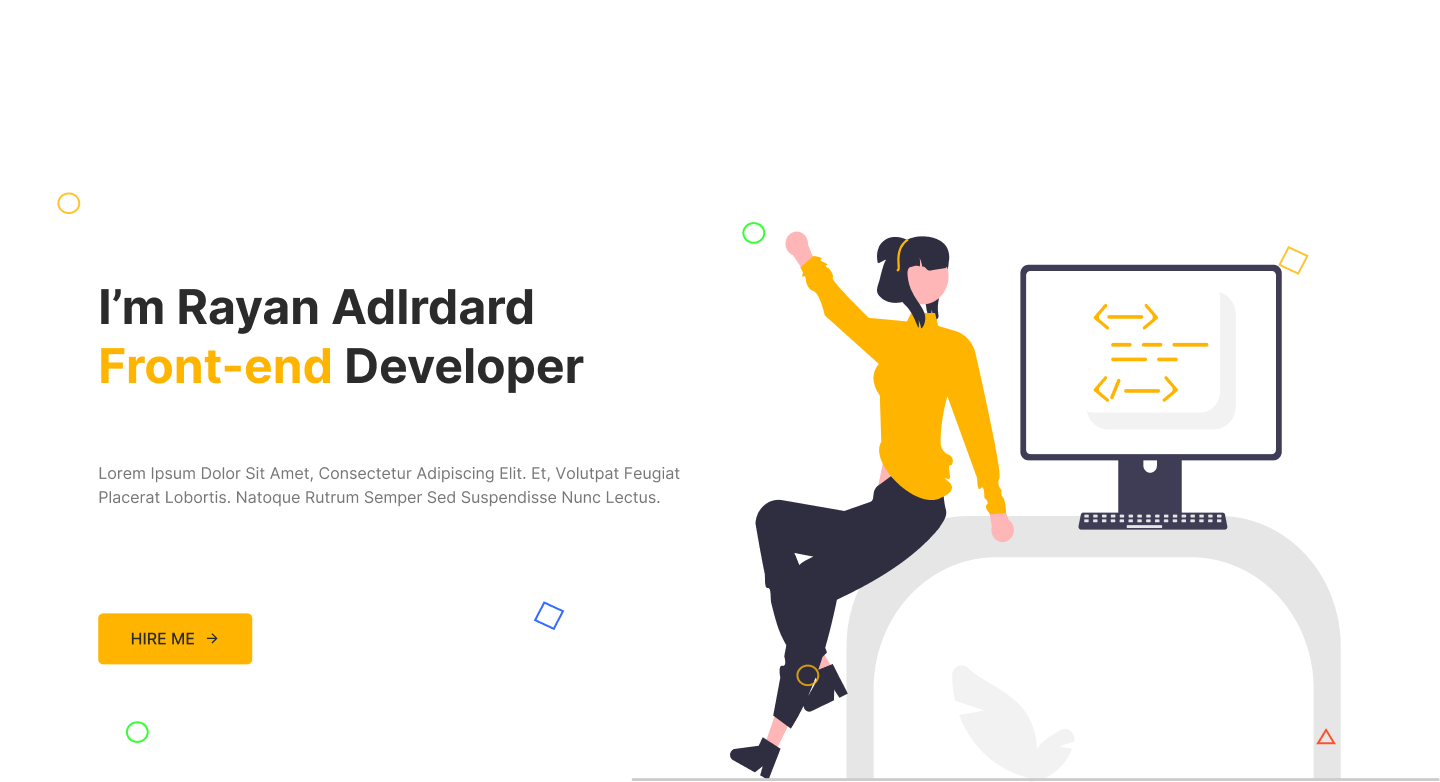 I’m Rayan Adlrdard
Front-end Developer
Lorem Ipsum Dolor Sit Amet, Consectetur Adipiscing Elit. Et, Volutpat Feugiat
Placerat Lobortis. Natoque Rutrum Semper Sed Suspendisse Nunc Lectus.
HIRE ME →